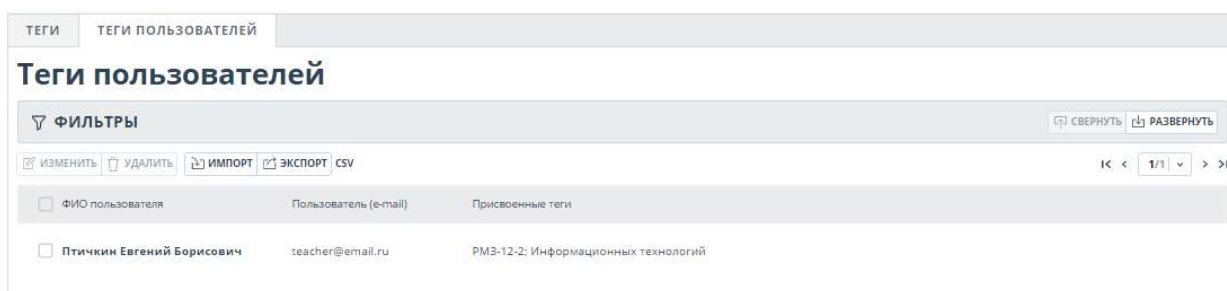 ТЕГИ ТЕГИ ПОЛЬЗОВАТЕЛЕЙ
Теги пользователей
ФИЛЬТРЫ СВЕРНУТЬ РАЗВЕРНУТЬ
ИЗМЕНИТЬ УДАЛИТЬ ИМПОРТ ЭКСПОРТ CSV 1/1
ФИО пользователя Пользователь (e-mail) Присвоенные теги
Птичкин Евгений Борисович teacher@email.ru РМЗ-12-2; Информационных технологий